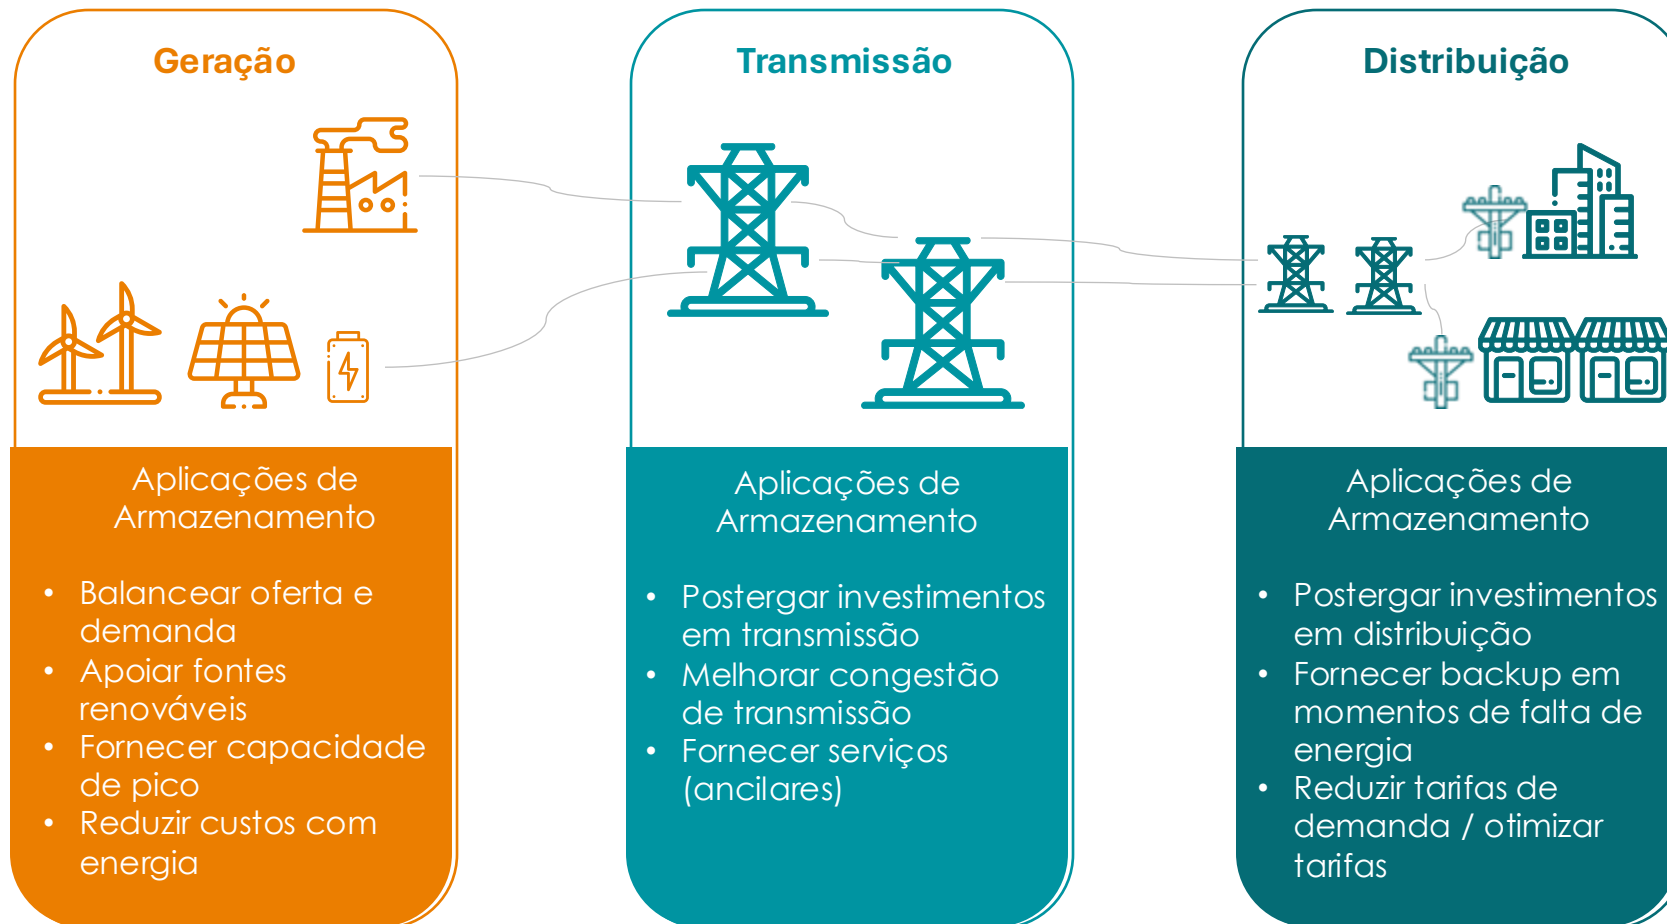 Geração
Aplicações de
Armazenamento
• Balancear oferta e
demanda
• Apoiar fontes
renováveis
• Fornecer capacidade
de pico
• Reduzir custos com
energia
Transmissão
Aplicações de
Armazenamento
• Postergar investimentos
em transmissão
• Melhorar congestão
de transmissão
• Fornecer serviços
(ancilares)
Distribuição
Aplicações de
Armazenamento
• Postergar investimentos
em distribuição
• Fornecer backup em
momentos de falta de
energia
• Reduzir tarifas de
demanda / otimizar
tarifas